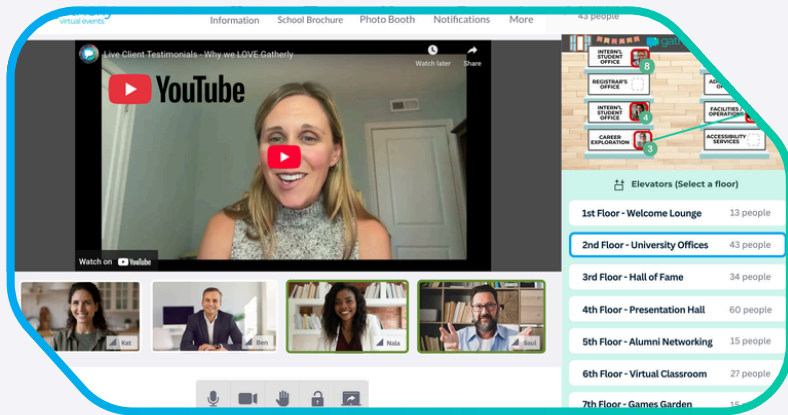 virtual events
Information
School Brochure
Photo Booth
Notifications
More
43 people
Live Client Testimonials - Why we LOVE Gatherly
Watch later
Share
YouTube
Watch on YouTube
Kat
Ben
Nala
Saul
INTERN'L
STUDENT
OFFICE
8
REGISTRAR'S
OFFICE
INTERN'L
STUDENT
OFFICE
4
FACILITIES /
OPERATIONS
CAREER
EXPLORATION
3
ACCESSIBILITY
SERVICES
Elevators (Select a floor)
1st Floor - Welcome Lounge 13 people
2nd Floor - University Offices 43 people
3rd Floor - Hall of Fame 34 people
4th Floor - Presentation Hall 60 people
5th Floor - Alumni Networking 15 people
6th Floor - Virtual Classroom 27 people
7th Floor - Games Garden